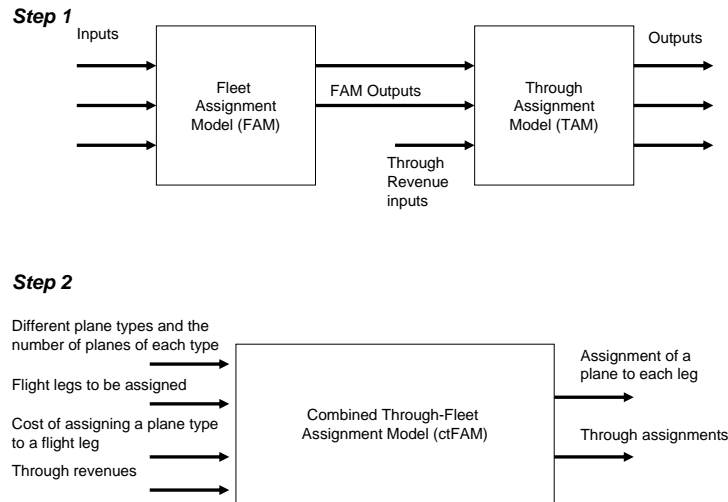 Step 1
Inputs
Outputs
Fleet
Assignment
Model (FAM)
FAM Outputs
Through
Assignment
Model (TAM)
Through
Revenue
inputs
Step 2
Different plane types and the
number of planes of each type
Flight legs to be assigned
Cost of assigning a plane type
to a flight leg
Through revenues
Combined Through-Fleet
Assignment Model (ctFAM)
Assignment of a
plane to each leg
Through assignments